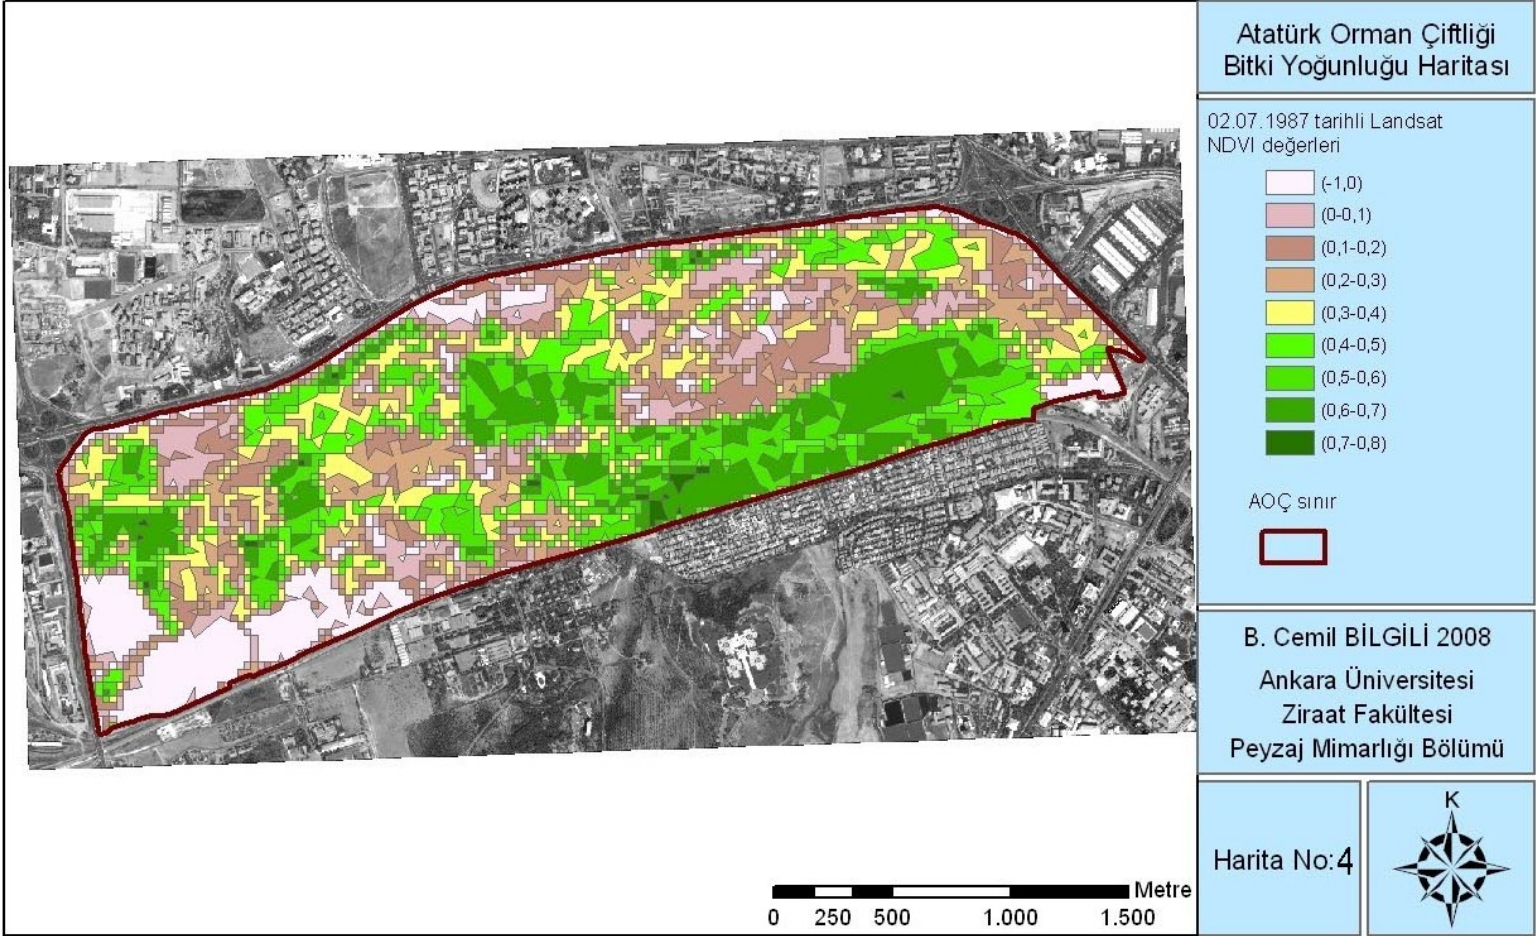 Atatürk Orman Çiftliği
Bitki Yoğunluğu Haritası
02.07.1987 tarihli Landsat
NDVI değerleri
(-1,0)
(0-0,1)
(0,1-0,2)
(0,2-0,3)
(0,3-0,4)
(0,4-0,5)
(0,5-0,6)
(0,6-0,7)
(0,7-0,8)
AOÇ sınır
B. Cemil BİLGİLİ 2008
Ankara Üniversitesi
Ziraat Fakültesi
Peyzaj Mimarlığı Bölümü
Harita No:4
K
Metre
0 250 500 1.000 1.500